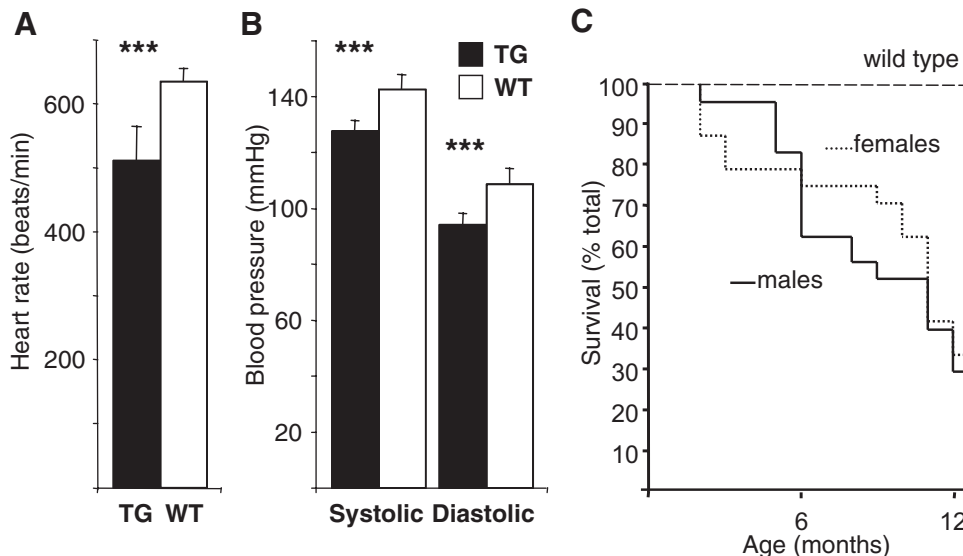 A
***
600
400
200
Heart rate (beats/min)
TG WT
B
***
***
TG
WT
140
100
60
20
Blood pressure (mmHg)
Systolic Diastolic
C
wild type
100
90
80
70
60
50
40
30
20
10
females
males
Survival (% total)
6
12
Age (months)